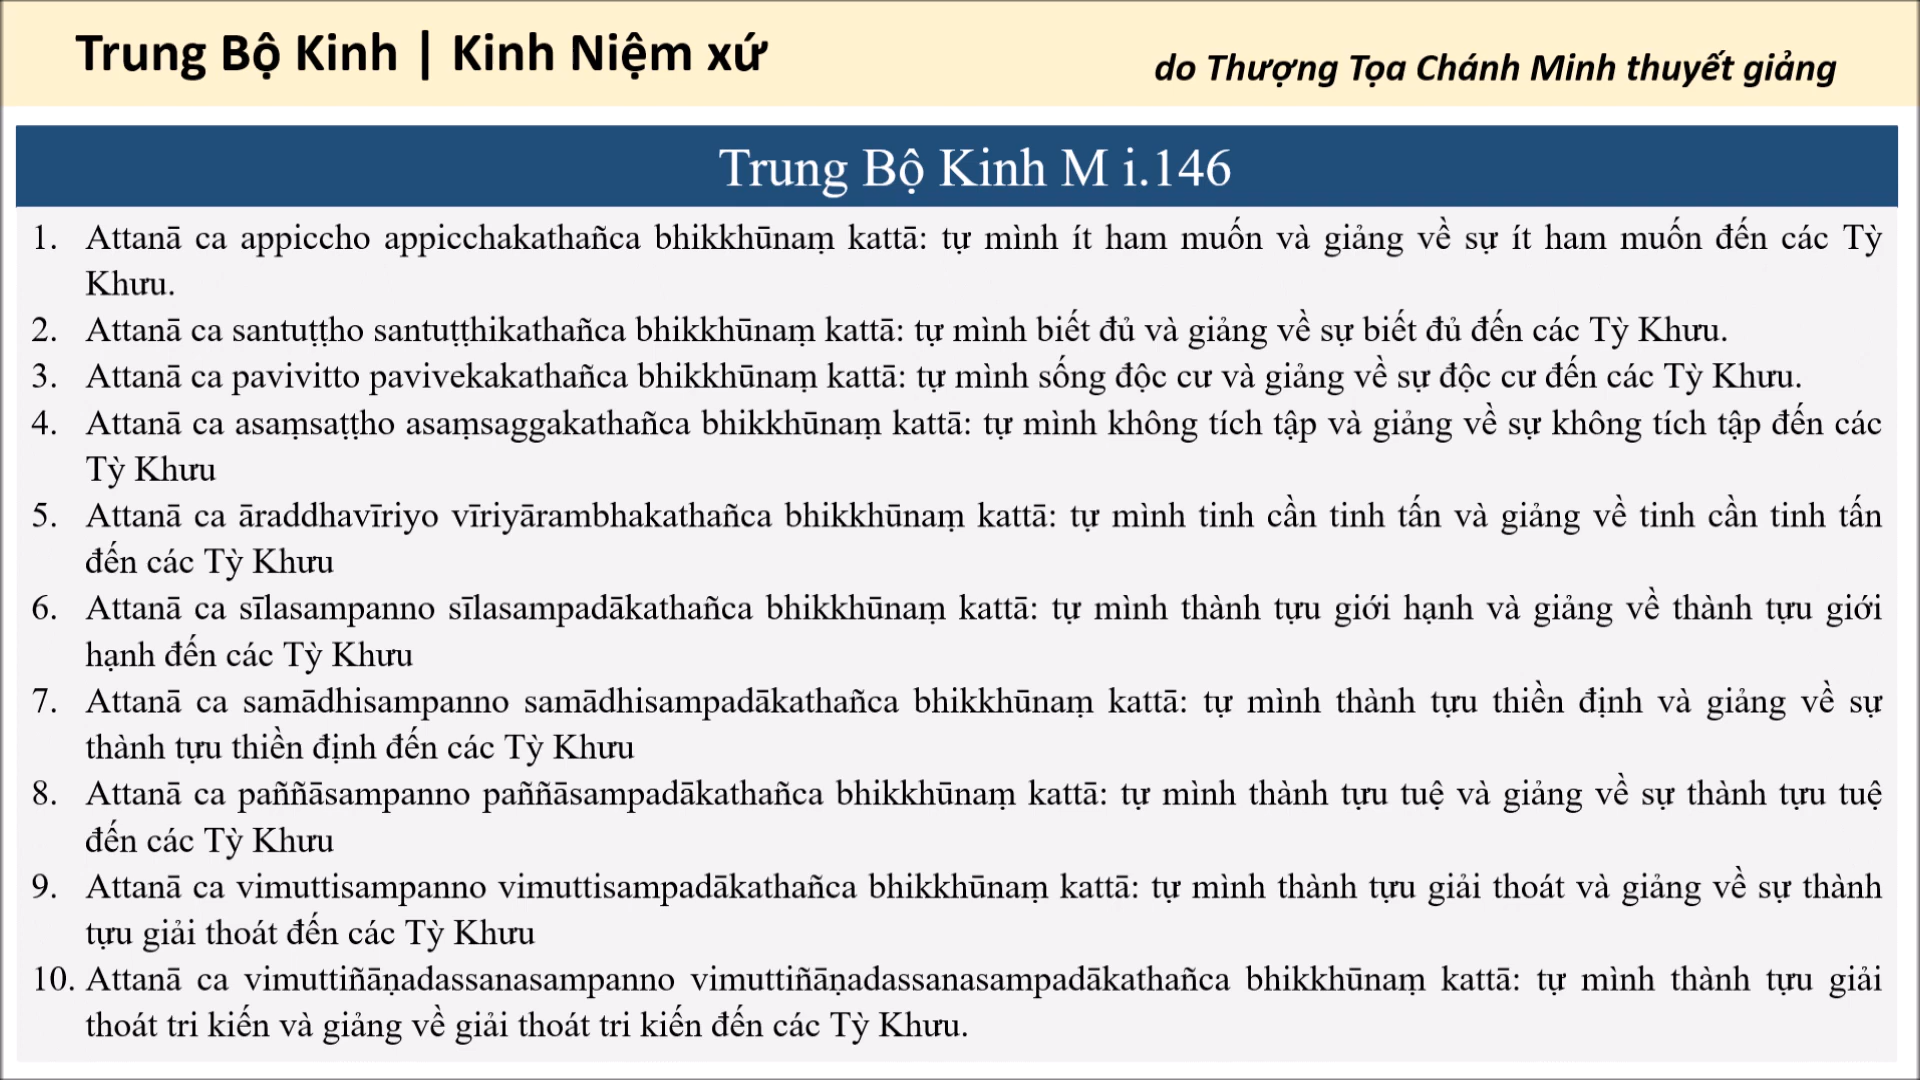 Trung Bộ Kinh | Kinh Niệm xứ
do Thượng Tọa Chánh Minh thuyết giảng
Trung Bộ Kinh M i.146
1. Attanā ca appiccho appicchakathañca bhikkhūnaṃ kattā: tự mình ít ham muốn và giảng về sự ít ham muốn đến các Tỳ
Khưu.
2. Attanā ca santuṭṭho santuṭṭhikathañca bhikkhūnaṃ kattā: tự mình biết đủ và giảng về sự biết đủ đến các Tỳ Khưu.
3. Attanā ca pavivitto pavivekakathañca bhikkhūnaṃ kattā: tự mình sống độc cư và giảng về sự độc cư đến các Tỳ Khưu.
4. Attanā ca asaṃsaṭṭho asaṃsaggakathañca bhikkhūnaṃ kattā: tự mình không tích tập và giảng về sự không tích tập đến các
Tỳ Khưu
5. Attanā ca āraddhavīriyo vīriyārambhakathañca bhikkhūnaṃ kattā: tự mình tinh cần tinh tấn và giảng về tinh cần tinh tấn
đến các Tỳ Khưu
6. Attanā ca sīlasampanno sīlasampadākathañca bhikkhūnaṃ kattā: tự mình thành tựu giới hạnh và giảng về thành tựu giới
hạnh đến các Tỳ Khưu
7. Attanā ca samādhisampanno samādhisampadākathañca bhikkhūnaṃ kattā: tự mình thành tựu thiền định và giảng về sự
thành tựu thiền định đến các Tỳ Khưu
8. Attanā ca paññāsampanno paññāsampadākathañca bhikkhūnaṃ kattā: tự mình thành tựu tuệ và giảng về sự thành tựu tuệ
đến các Tỳ Khưu
9. Attanā ca vimuttisampanno vimuttisampadākathañca bhikkhūnaṃ kattā: tự mình thành tựu giải thoát và giảng về sự thành
tựu giải thoát đến các Tỳ Khưu
10. Attanā ca vimuttiñāṇadassanasampanno vimuttiñāṇadassanasampadākathañca bhikkhūnaṃ kattā: tự mình thành tựu giải
thoát tri kiến và giảng về giải thoát tri kiến đến các Tỳ Khưu.